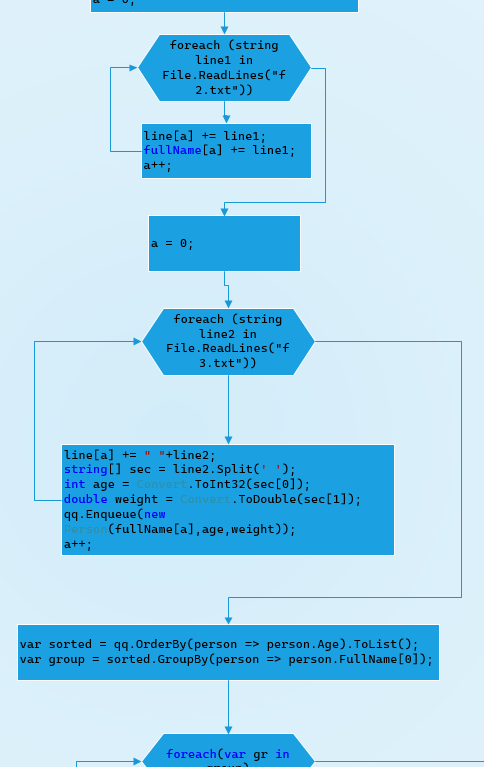 a = 0;
foreach (string
line1 in
File.ReadLines("f
2.txt"))
line[a] += line1;
fullName[a] += line1;
a++;
a = 0;
foreach (string
line2 in
File.ReadLines("f
3.txt"))
line[a] += " "+line2;
string[] sec = line2.Split(' ');
int age = Convert.ToInt32(sec[0]);
double weight = Convert.ToDouble(sec[1]);
qq.Enqueue(new
Person(fullName[a],age,weight));
a++;
var sorted = qq.OrderBy(person => person.Age).ToList();
var group = sorted.GroupBy(person => person.FullName[0]);
foreach(var gr in